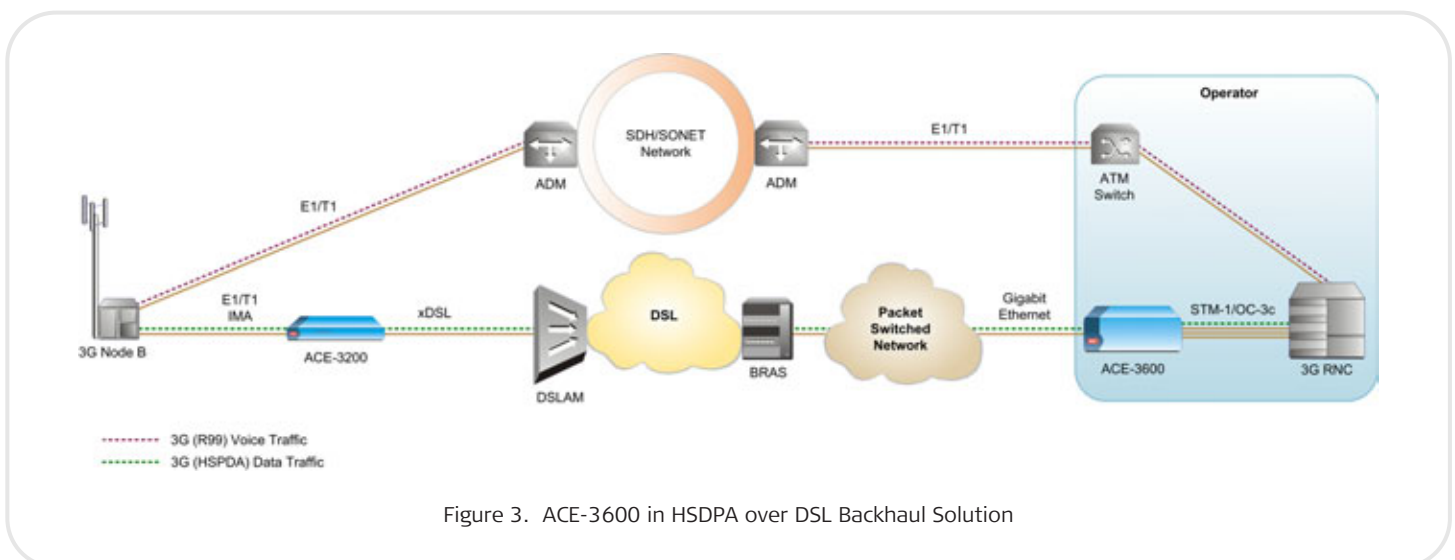 Operator
SDH/SONET
Network
ADM
ADM
E1/T1
ATM
Switch
E1/T1
3G Node B
E1/T1
IMA
ACE-3200
xDSL
DSLAM
DSL
BRAS
Packet
Switched
Network
Gigabit
Ethernet
ACE-3600
STM-1/OC-3c
3G RNC
3G (R99) Voice Traffic
3G (HSPDA) Data Traffic
Figure 3. ACE-3600 in HSDPA over DSL Backhaul Solution